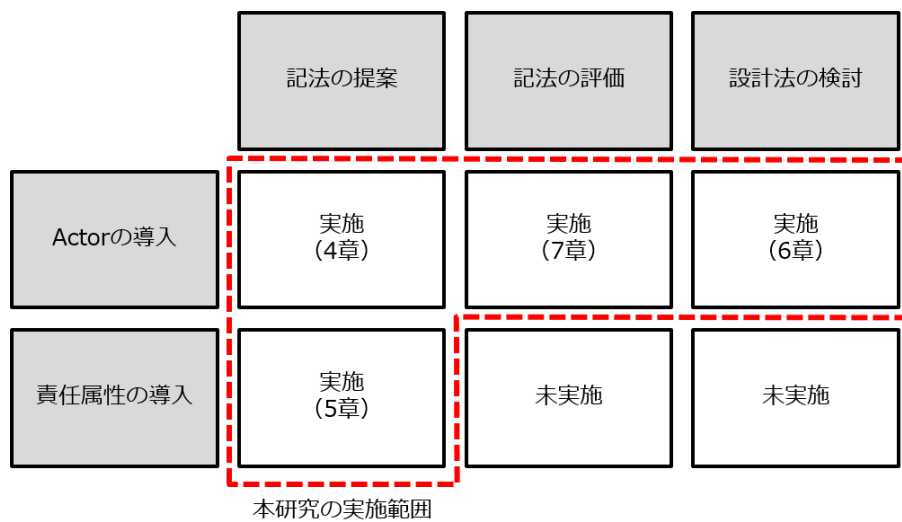 記法の提案
記法の評価
設計法の検討
Actorの導入
実施
(4章)
実施
(7章)
実施
(6章)
責任属性の導入
実施
(5章)
未実施
未実施
本研究の実施範囲